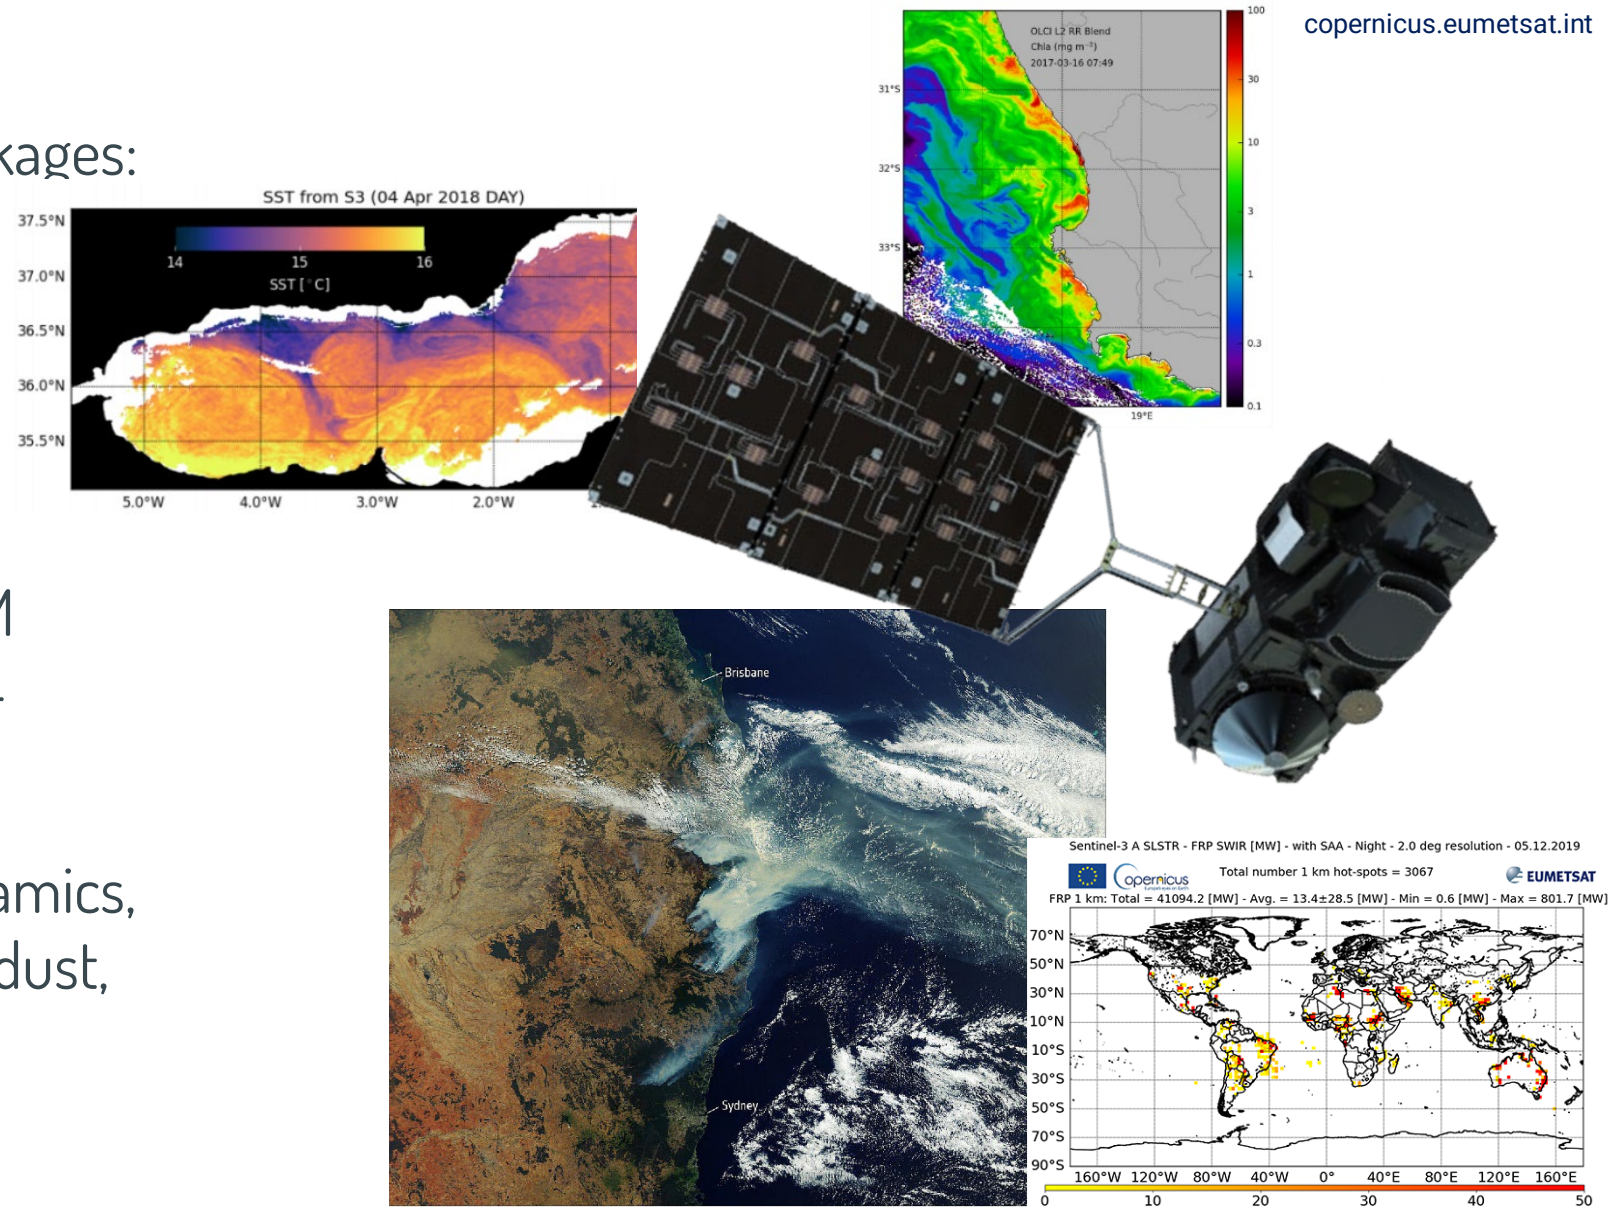 copernicus.eumetsat.int
kages:
SST from S3 (04 Apr 2018 DAY)
37.5°N
37.0°N
36.5°N
36.0°N
35.5°N
14 15 16
SST [°C]
5.0°W 4.0°W 3.0°W 2.0°W
OLCI L2 RR Blend
Chla (mg m⁻³)
2017-03-16 07:49
31°S
32°S
33°S
19°E
100
30
10
3
1
0.3
0.1
M
amics,
dust,
Brisbane
Sydney
Sentinel-3 A SLSTR - FRP SWIR [MW] - with SAA - Night - 2.0 deg resolution - 05.12.2019
Copernicus
Total number 1 km hot-spots = 3067
EUMETSAT
FRP 1 km: Total = 41094.2 [MW] - Avg. = 13.4±28.5 [MW] - Min = 0.6 [MW] - Max = 801.7 [MW]
70°N
50°N
30°N
10°N
10°S
30°S
50°S
70°S
90°S
160°W 120°W 80°W 40°W 0° 40°E 80°E 120°E 160°E
0 10 20 30 40 50